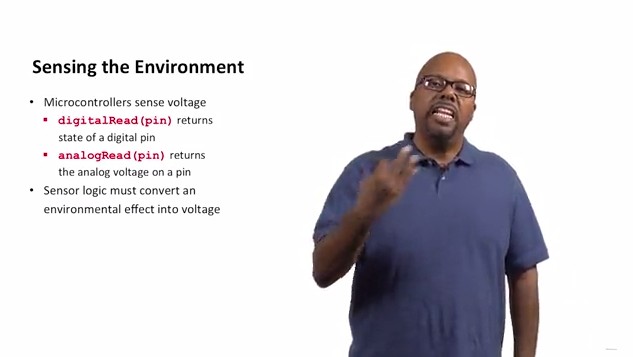 Sensing the Environment
• Microcontrollers sense voltage
▪ digitalRead(pin) returns
state of a digital pin
▪ analogRead(pin) returns
the analog voltage on a pin
• Sensor logic must convert an
environmental effect into voltage